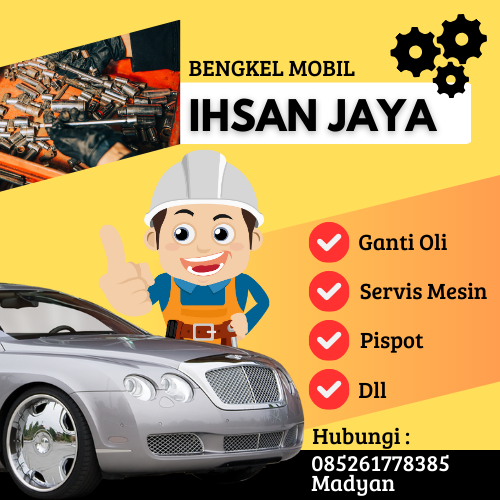 BENGKEL MOBIL
IHSAN JAYA
Ganti Oli
Servis Mesin
Pispot
Dll
Hubungi :
085261778385
Madyan